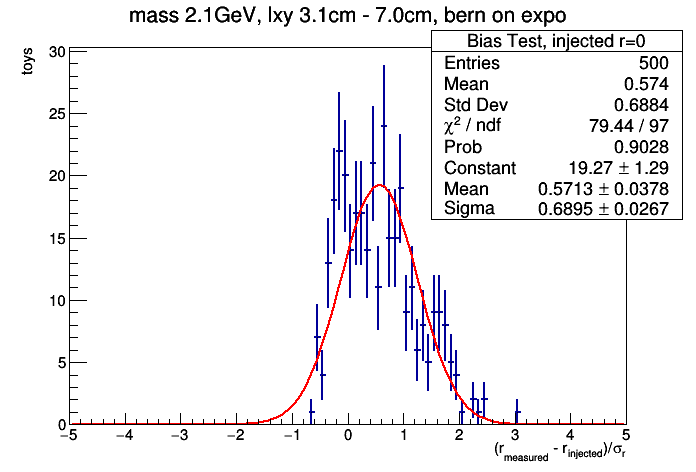 mass 2.1GeV, lxy 3.1cm - 7.0cm, bern on expo
Bias Test, injected r=0
Entries 500
Mean 0.574
Std Dev 0.6884
χ² / ndf 79.44 / 97
Prob 0.9028
Constant 19.27 ± 1.29
Mean 0.5713 ± 0.0378
Sigma 0.6895 ± 0.0267
toys
30
25
20
15
10
5
0
−5 −4 −3 −2 −1 0 1 2 3 4 5
(r_measured - r_injected)/σ_r